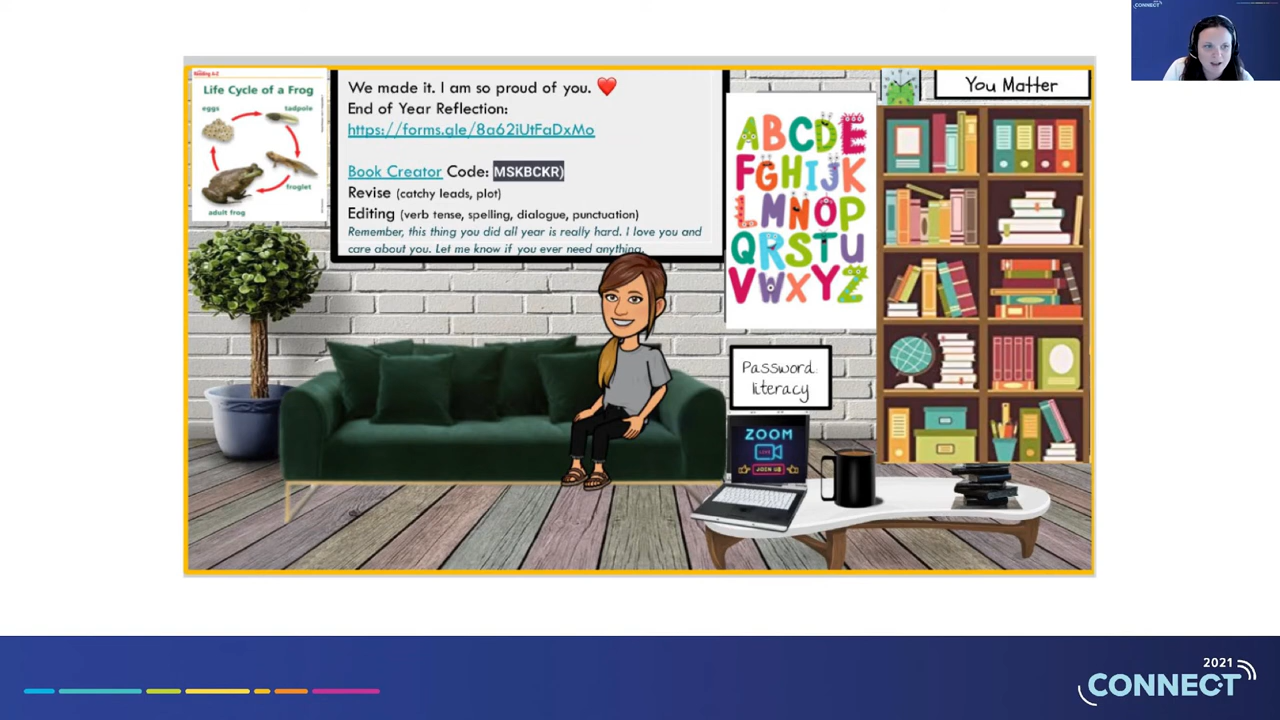 CONNECT
Reading A-Z
Life Cycle of a Frog
eggs
tadpole
froglet
adult frog
We made it. I am so proud of you. ❤️
End of Year Reflection:
https://forms.gle/8a62iUtFaDxMo
Book Creator Code: MSKBCKR)
Revise (catchy leads, plot)
Editing (verb tense, spelling, dialogue, punctuation)
Remember, this thing you did all year is really hard. I love you and
care about you. Let me know if you ever need anything.
ABCDE
FGHIJK
LMNOP
QRSTU
VWXYZ
You Matter
Password:
literacy
ZOOM
LIVE
JOIN US
2021
CONNECT